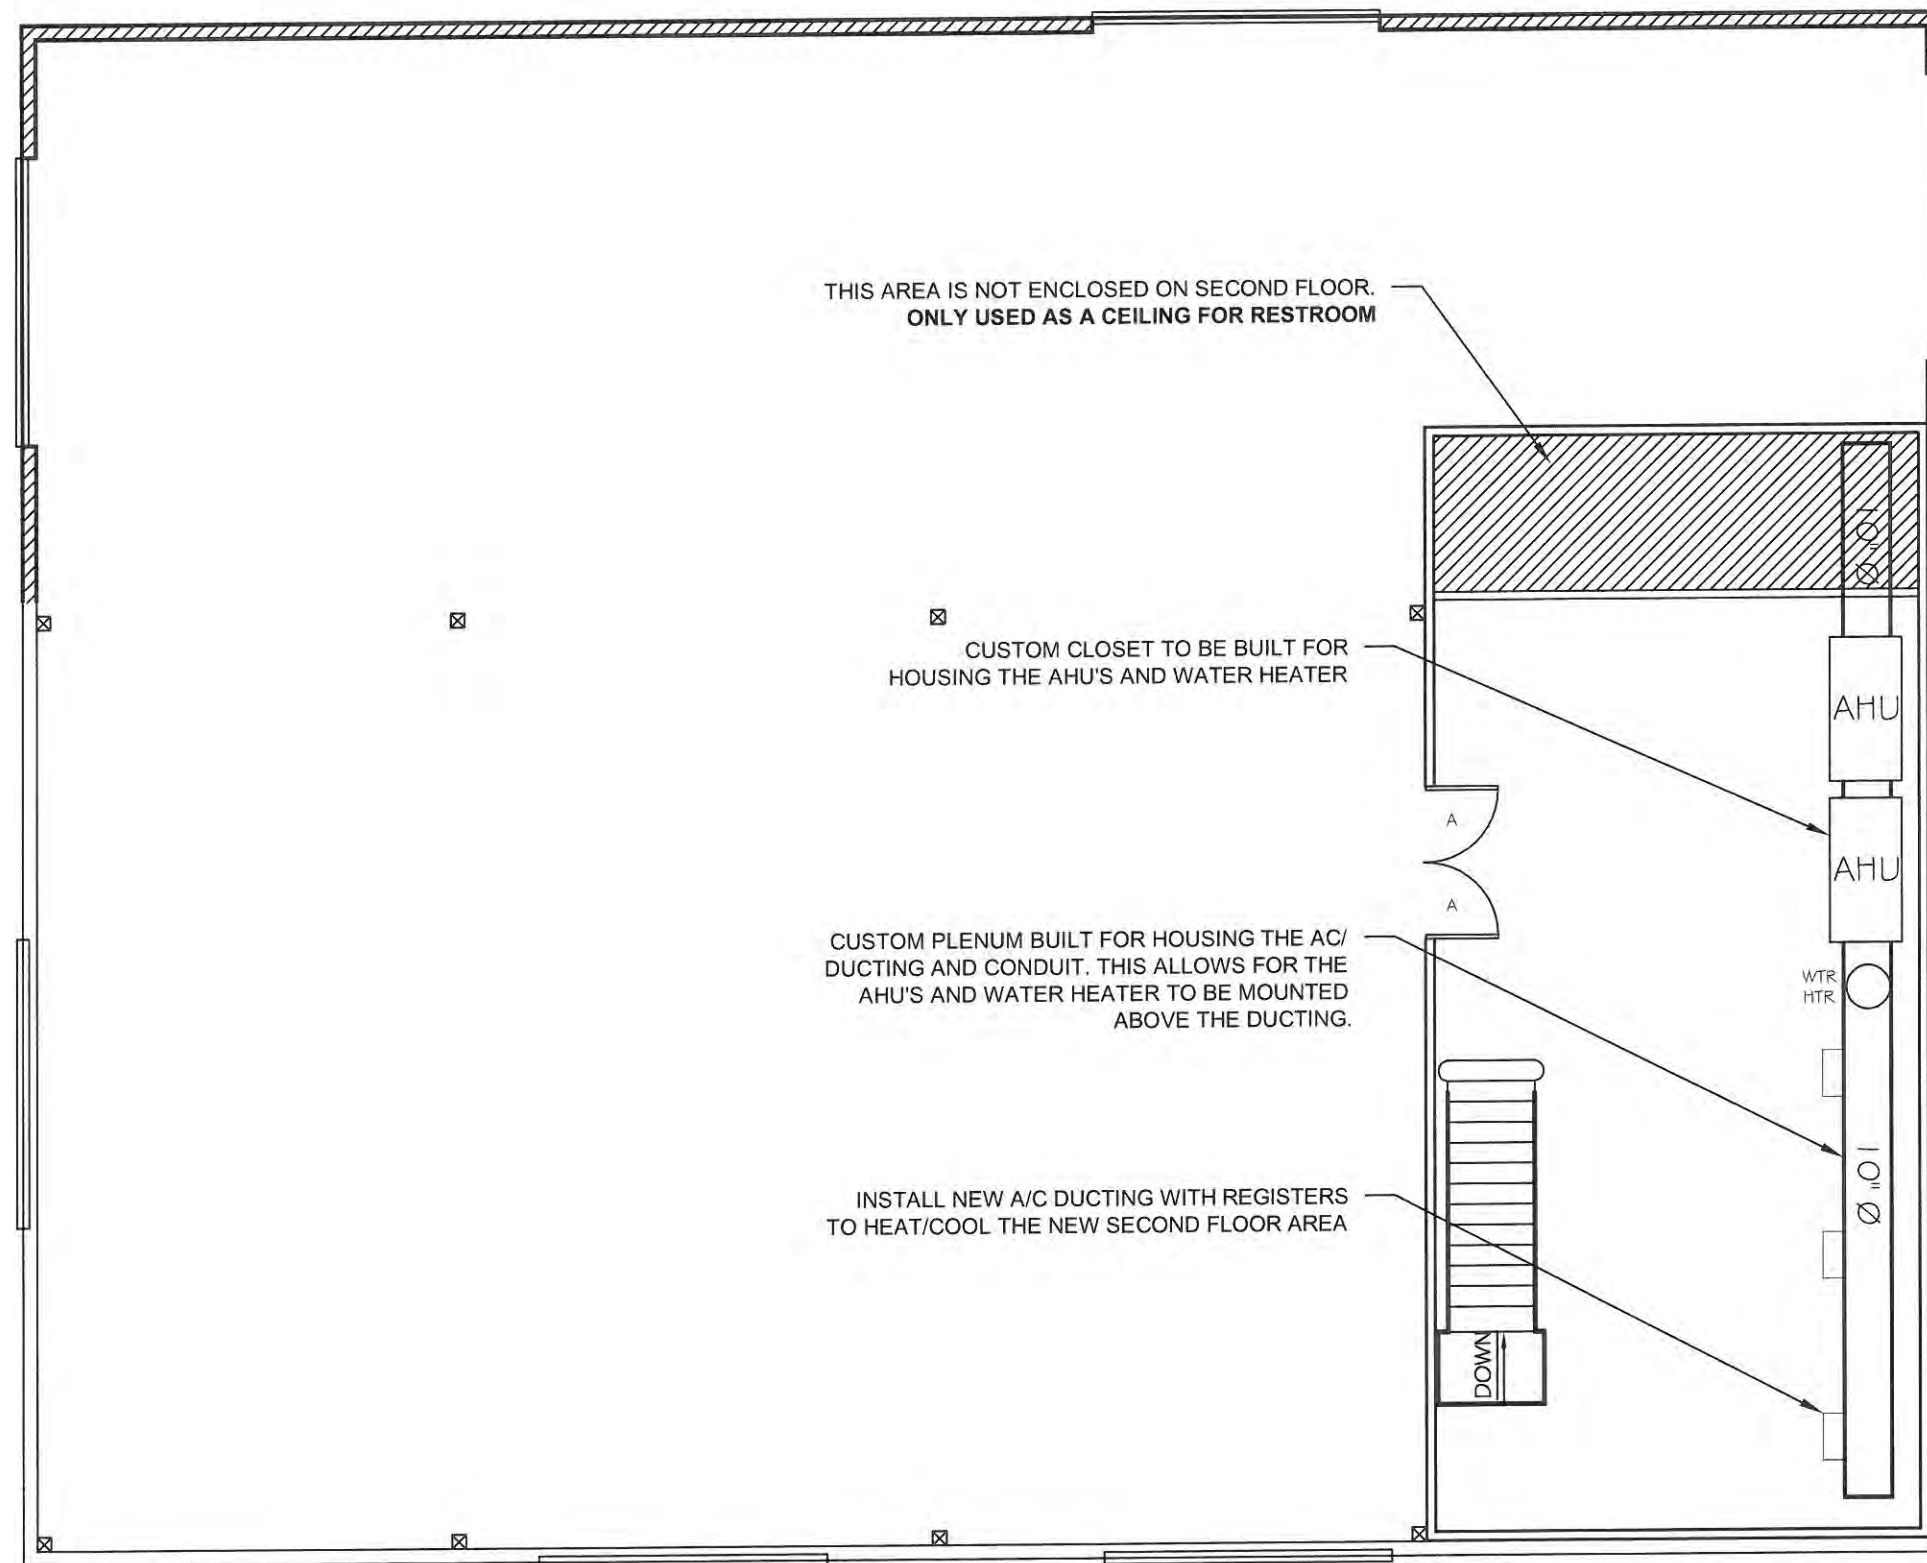 THIS AREA IS NOT ENCLOSED ON SECOND FLOOR.
ONLY USED AS A CEILING FOR RESTROOM
10"Ø
CUSTOM CLOSET TO BE BUILT FOR
HOUSING THE AHU'S AND WATER HEATER
AHU
A
AHU
A
CUSTOM PLENUM BUILT FOR HOUSING THE AC/
DUCTING AND CONDUIT. THIS ALLOWS FOR THE
AHU'S AND WATER HEATER TO BE MOUNTED
ABOVE THE DUCTING.
WTR
HTR
10"Ø
INSTALL NEW A/C DUCTING WITH REGISTERS
TO HEAT/COOL THE NEW SECOND FLOOR AREA
DOWN